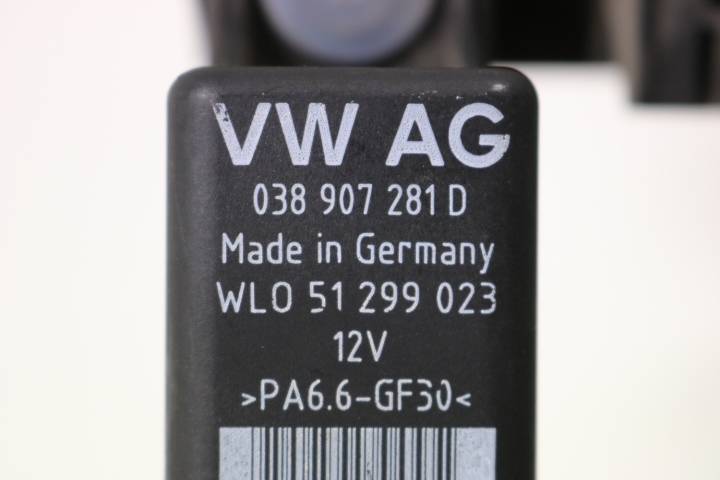 VW AG
038 907 281 D
Made in Germany
WLO 51 299 023
12V
>PA6.6-GF30<